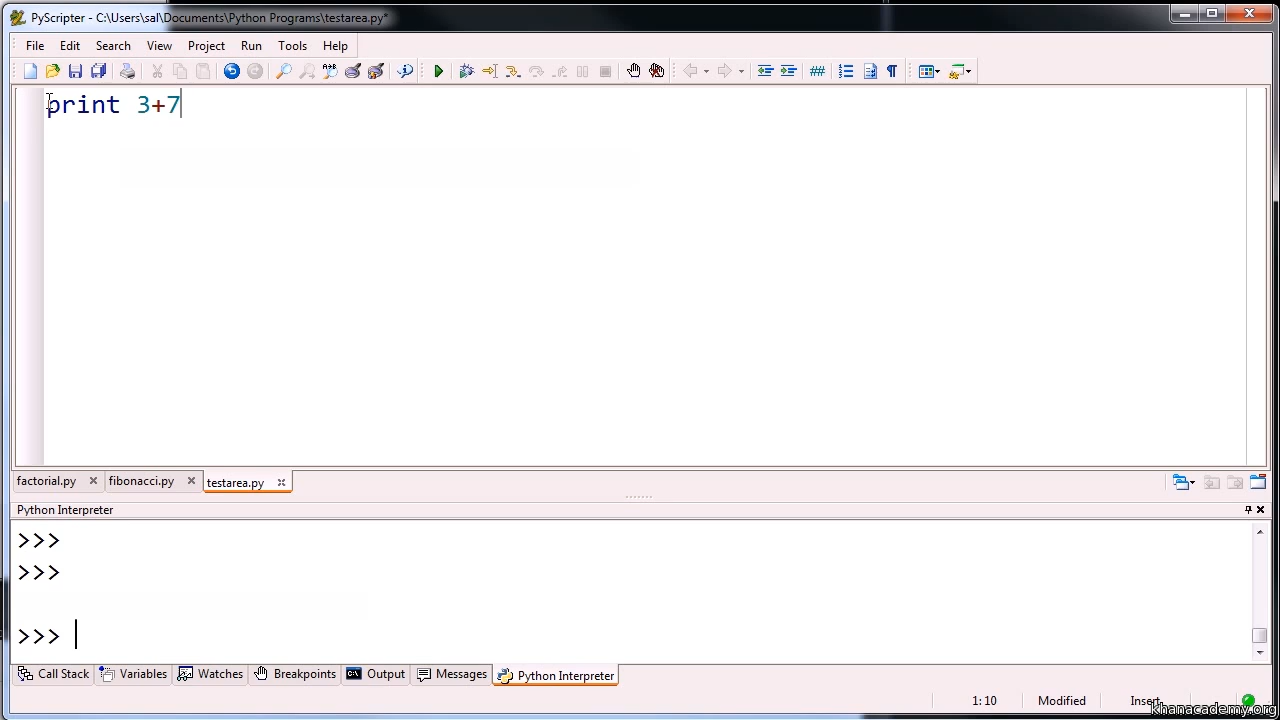 PyScripter - C:\Users\sal\Documents\Python Programs\testarea.py*
File Edit Search View Project Run Tools Help
print 3+7
factorial.py fibonacci.py testarea.py
Python Interpreter
>>>
>>>
>>>
Call Stack Variables Watches Breakpoints Output Messages Python Interpreter
1:10 Modified Insert
khanacademy.org